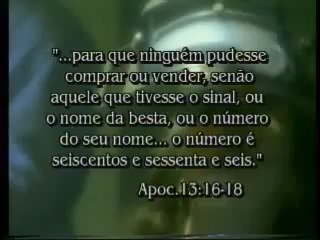 "...para que ninguém pudesse
comprar ou vender, senão
aquele que tivesse o sinal, ou
o nome da besta, ou o número
do seu nome... o número é
seiscentos e sessenta e seis."
Apoc.13:16-18